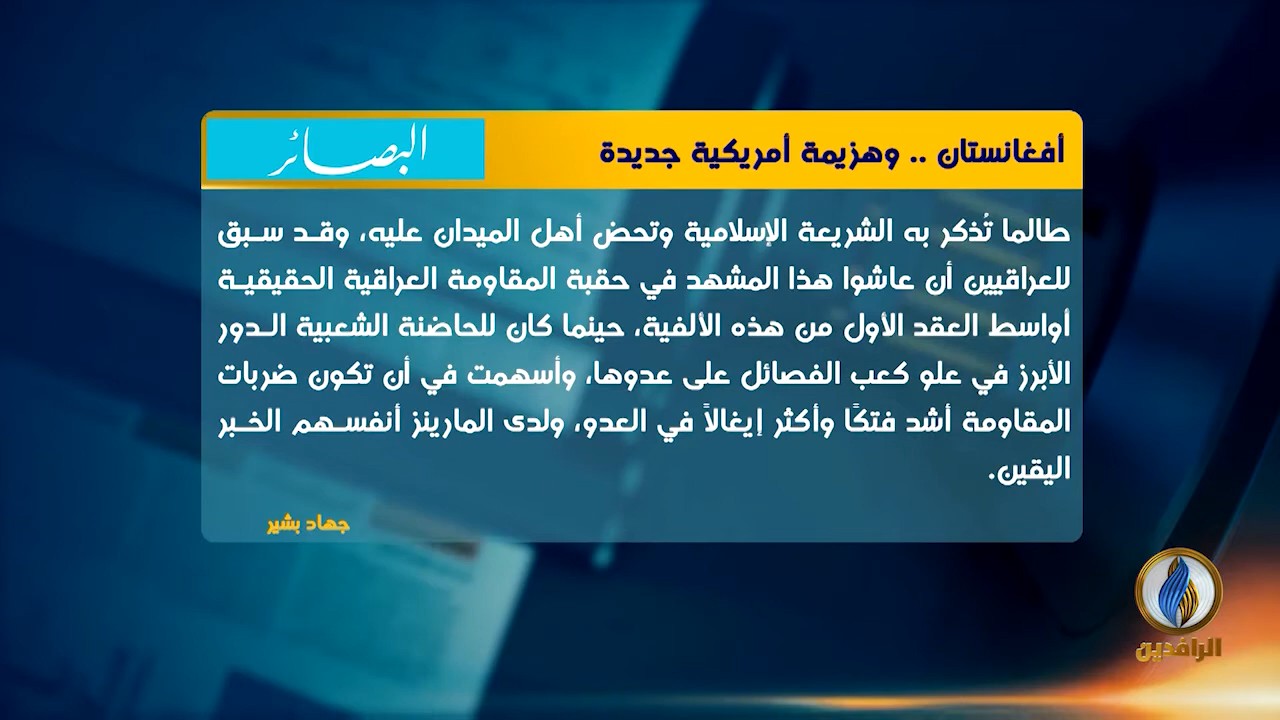 أفغانستان .. وهزيمة أمريكية جديدة
البصائر
طالما تُذكر به الشريعة الإسلامية وتحض أهل الميدان عليه، وقد سبق
للعراقيين أن عاشوا هذا المشهد في حقبة المقاومة العراقية الحقيقية
أواسط العقد الأول من هذه الألفية، حينما كان للحاضنة الشعبية الدور
الأبرز في علو كعب الفصائل على عدوها، وأسهمت في أن تكون ضربات
المقاومة أشد فتكًا وأكثر إيغالاً في العدو، ولدى المارينز أنفسهم الخبر
اليقين.
جهاد بشير
الرافدين